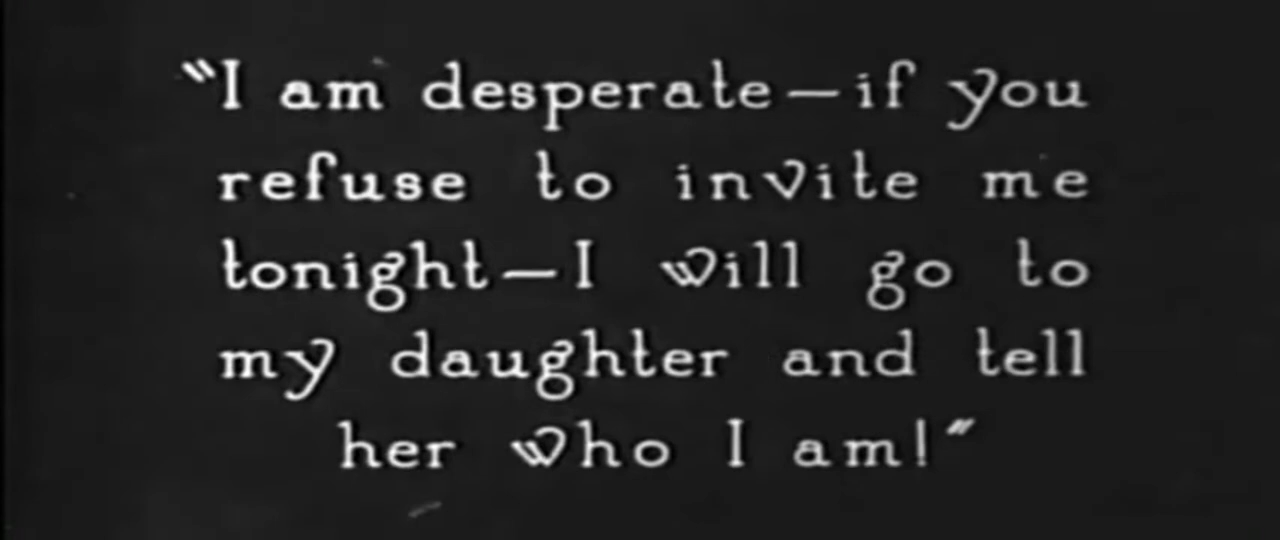 "I am desperate—if you
refuse to invite me
tonight—I will go to
my daughter and tell
her who I am!"